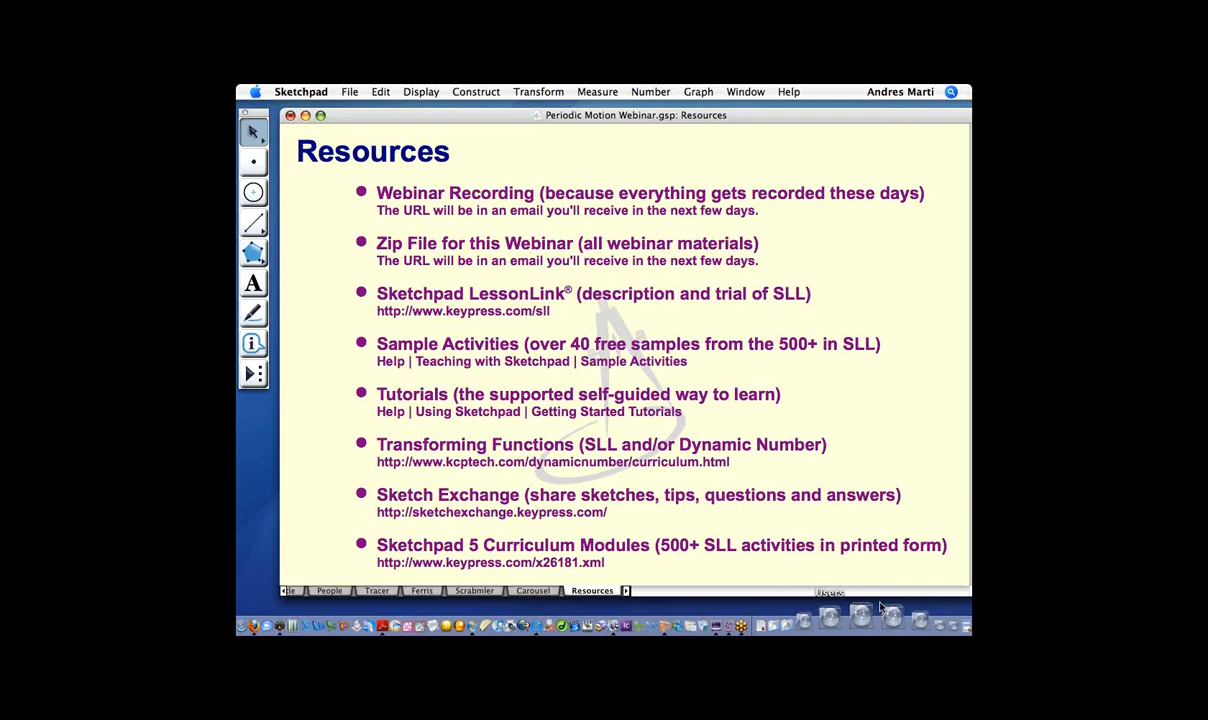 Sketchpad File Edit Display Construct Transform Measure Number Graph Window Help Andres Marti
Periodic Motion Webinar.gsp: Resources
Resources
Webinar Recording (because everything gets recorded these days)
The URL will be in an email you'll receive in the next few days.
Zip File for this Webinar (all webinar materials)
The URL will be in an email you'll receive in the next few days.
Sketchpad LessonLink® (description and trial of SLL)
http://www.keypress.com/sll
Sample Activities (over 40 free samples from the 500+ in SLL)
Help | Teaching with Sketchpad | Sample Activities
Tutorials (the supported self-guided way to learn)
Help | Using Sketchpad | Getting Started Tutorials
Transforming Functions (SLL and/or Dynamic Number)
http://www.kcptech.com/dynamicnumber/curriculum.html
Sketch Exchange (share sketches, tips, questions and answers)
http://sketchexchange.keypress.com/
Sketchpad 5 Curriculum Modules (500+ SLL activities in printed form)
http://www.keypress.com/x26181.xml
A
tle People Tracer Ferris Scrabmler Carousel Resources
Users